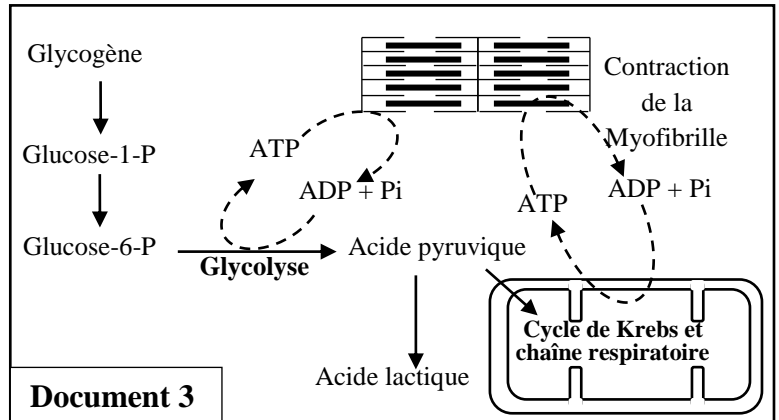 Glycogène
Contraction
de la
Myofibrille
Glucose-1-P
ATP
ADP + Pi
ADP + Pi
ATP
Glucose-6-P
Glycolyse
Acide pyruvique
Cycle de Krebs et
chaîne respiratoire
Acide lactique
Document 3